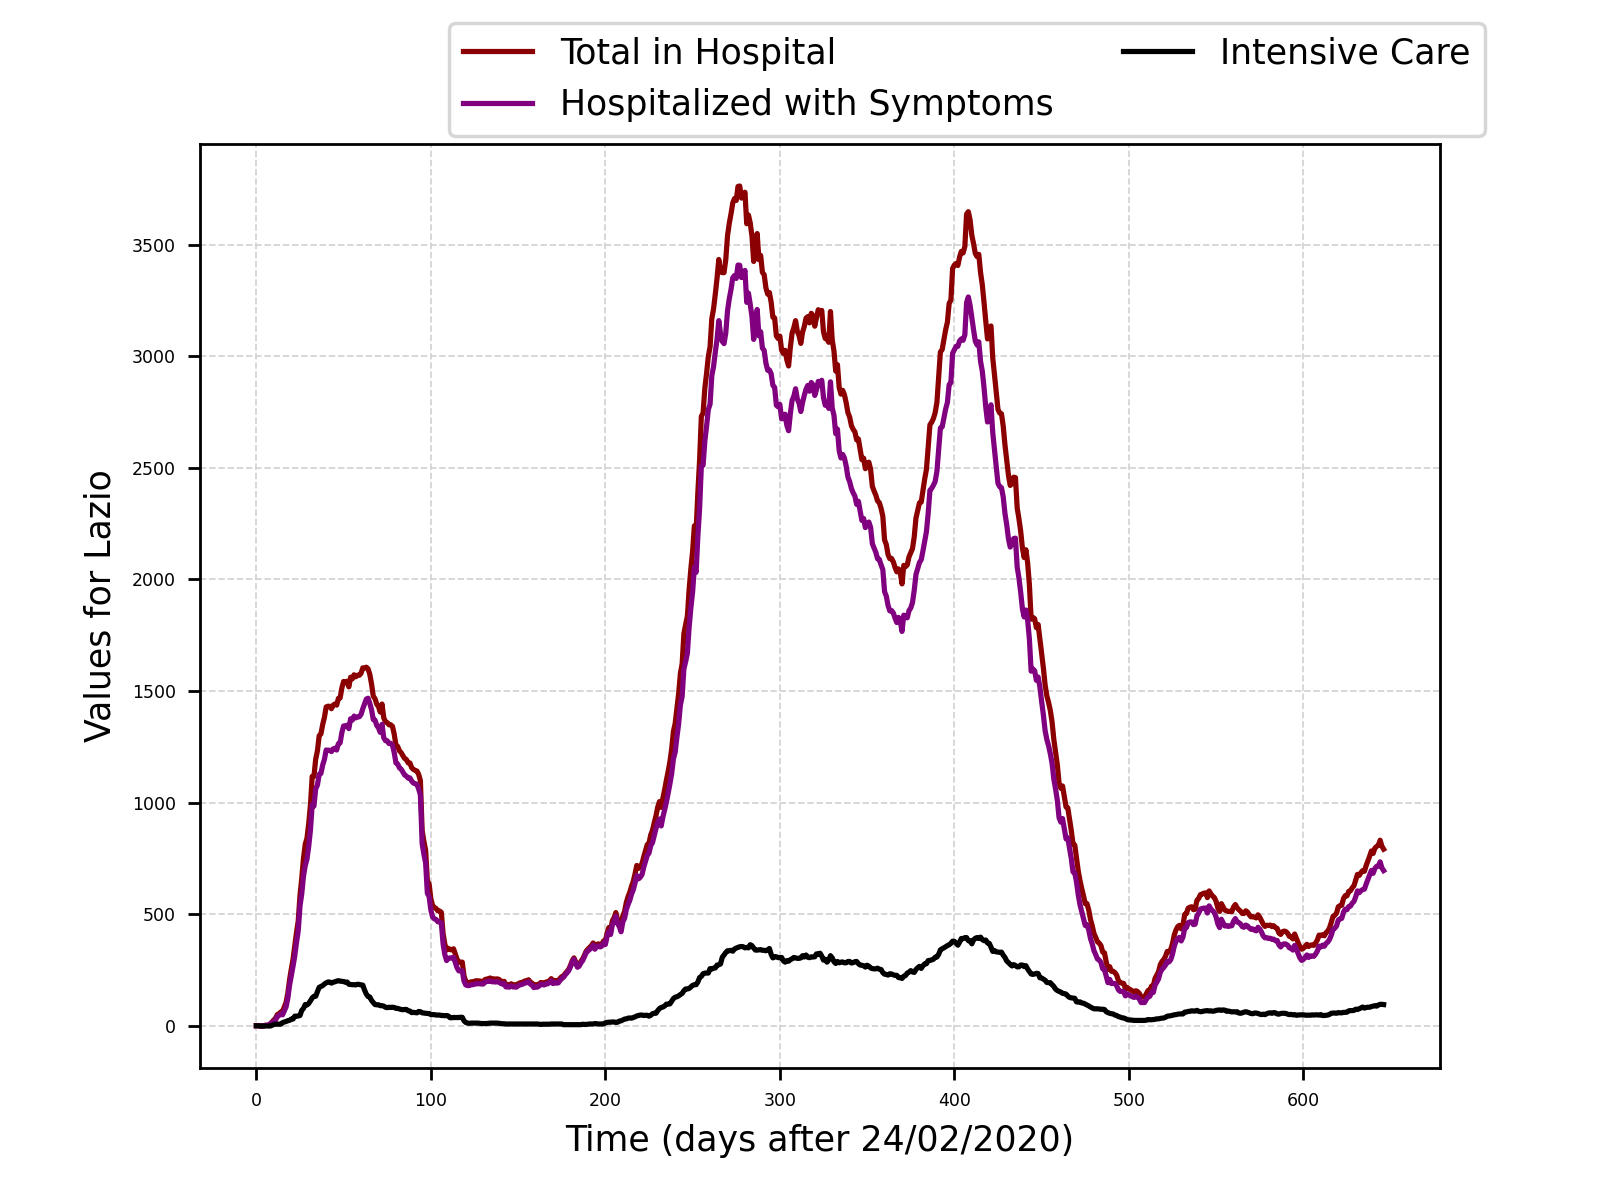 Total in Hospital
Hospitalized with Symptoms
Intensive Care
Values for Lazio
3500
3000
2500
2000
1500
1000
500
0
0 100 200 300 400 500 600
Time (days after 24/02/2020)